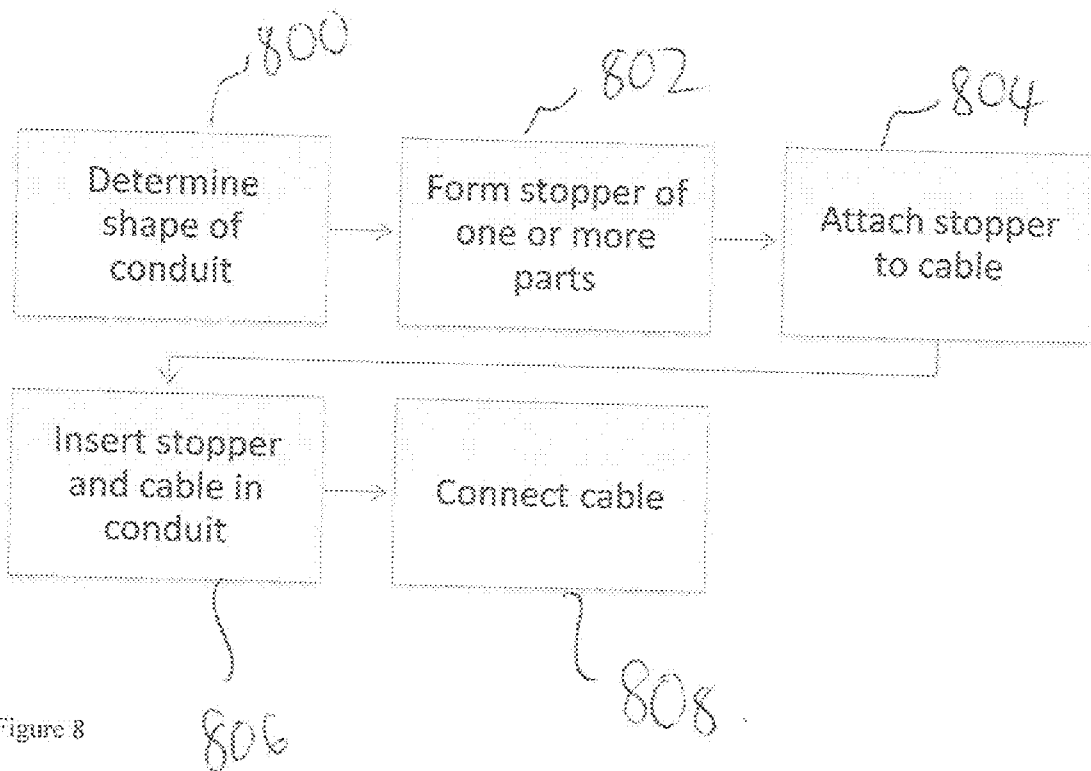 800
802
804
Determine
shape of
conduit
Form stopper of
one or more
parts
Attach stopper
to cable
Insert stopper
and cable in
conduit
Connect cable
806
808.
Figure 8